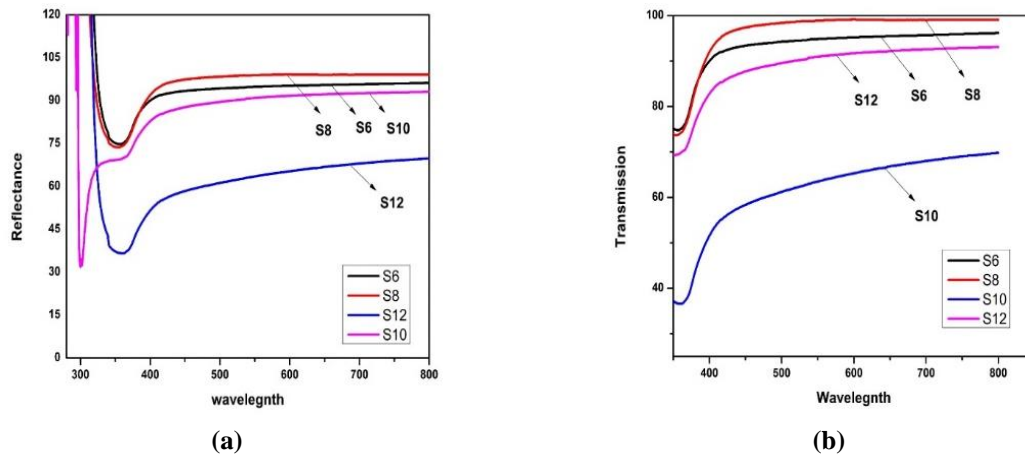 120
105
90
75
60
45
30
15
0
Reflectance
300
400
500
600
700
800
wavelegnth
S8
S6
S10
S12
S6
S8
S12
S10
(a)
100
80
60
40
Transmission
400
500
600
700
800
Wavelegnth
S12
S6
S8
S10
S6
S8
S10
S12
(b)